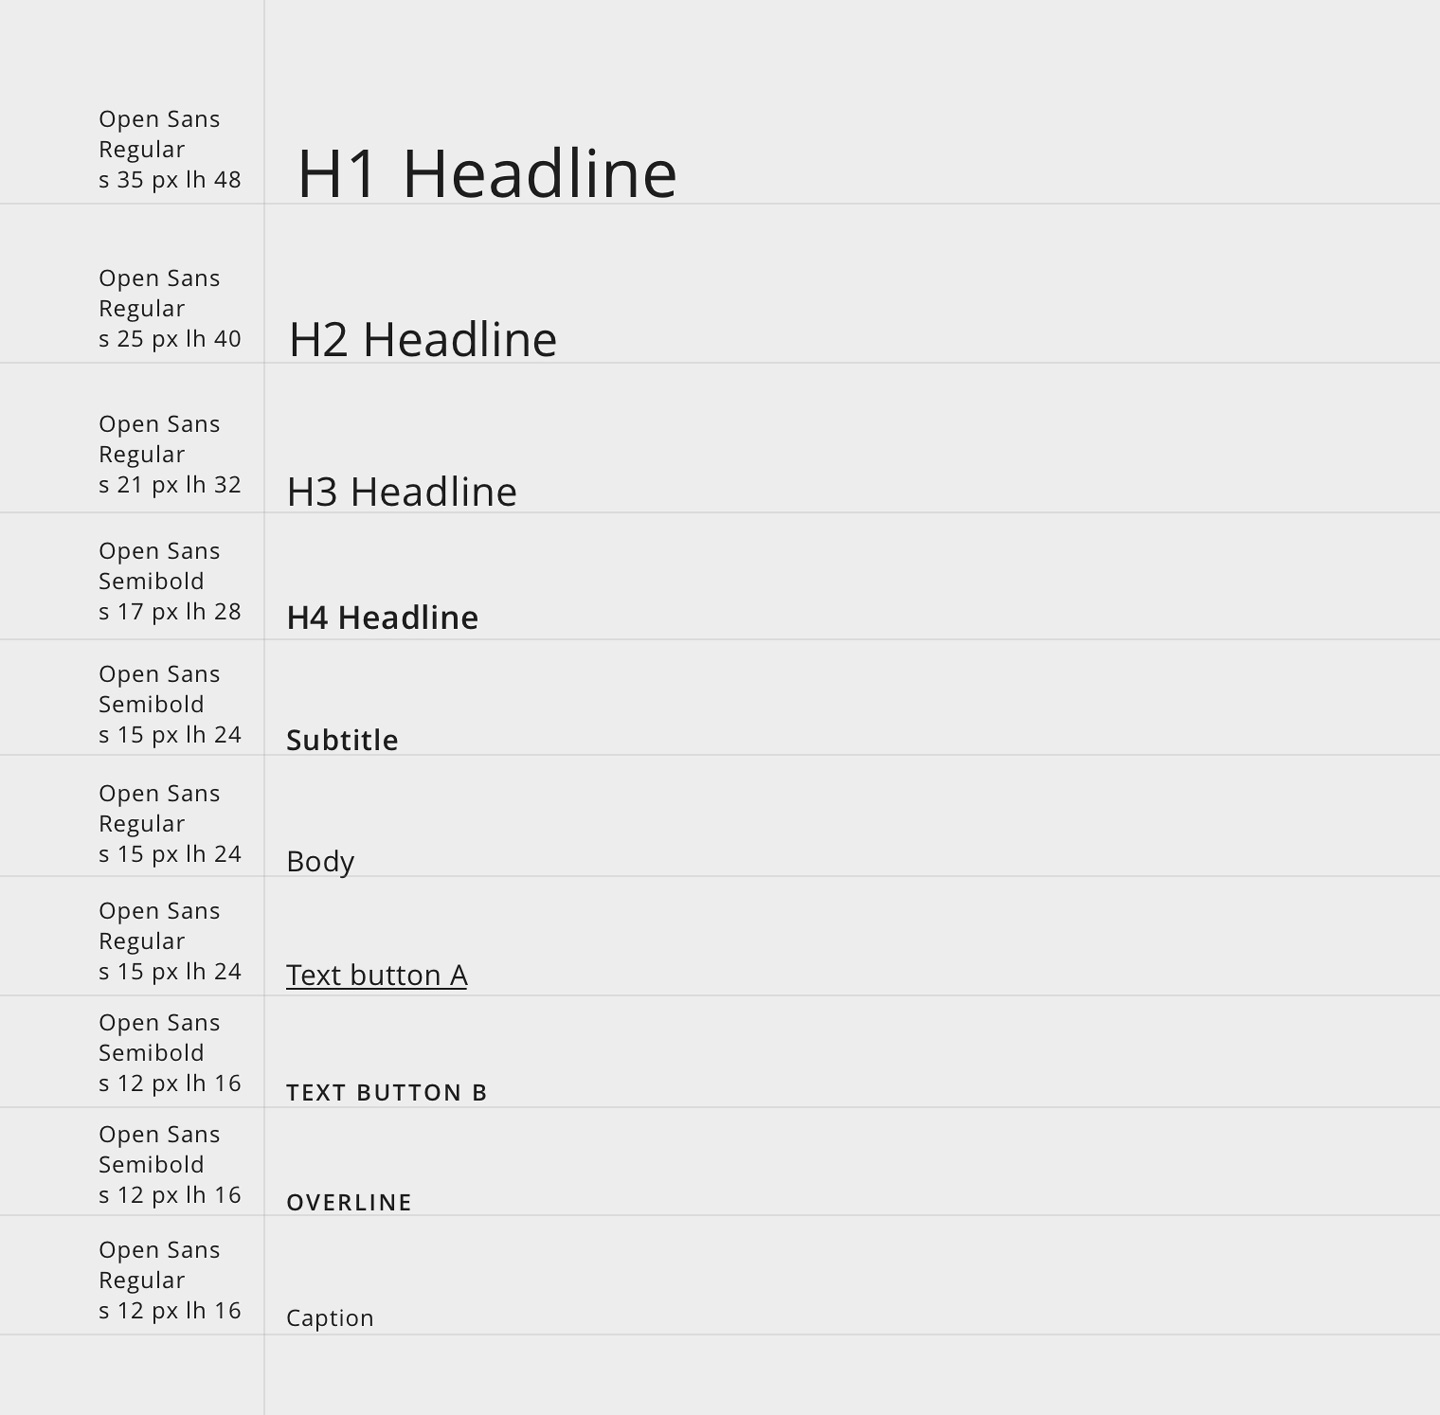 Open Sans
Regular
s 35 px lh 48
H1 Headline
Open Sans
Regular
s 25 px lh 40
H2 Headline
Open Sans
Regular
s 21 px lh 32
H3 Headline
Open Sans
Semibold
s 17 px lh 28
H4 Headline
Open Sans
Semibold
s 15 px lh 24
Subtitle
Open Sans
Regular
s 15 px lh 24
Body
Open Sans
Regular
s 15 px lh 24
Text button A
Open Sans
Semibold
s 12 px lh 16
TEXT BUTTON B
Open Sans
Semibold
s 12 px lh 16
OVERLINE
Open Sans
Regular
s 12 px lh 16
Caption